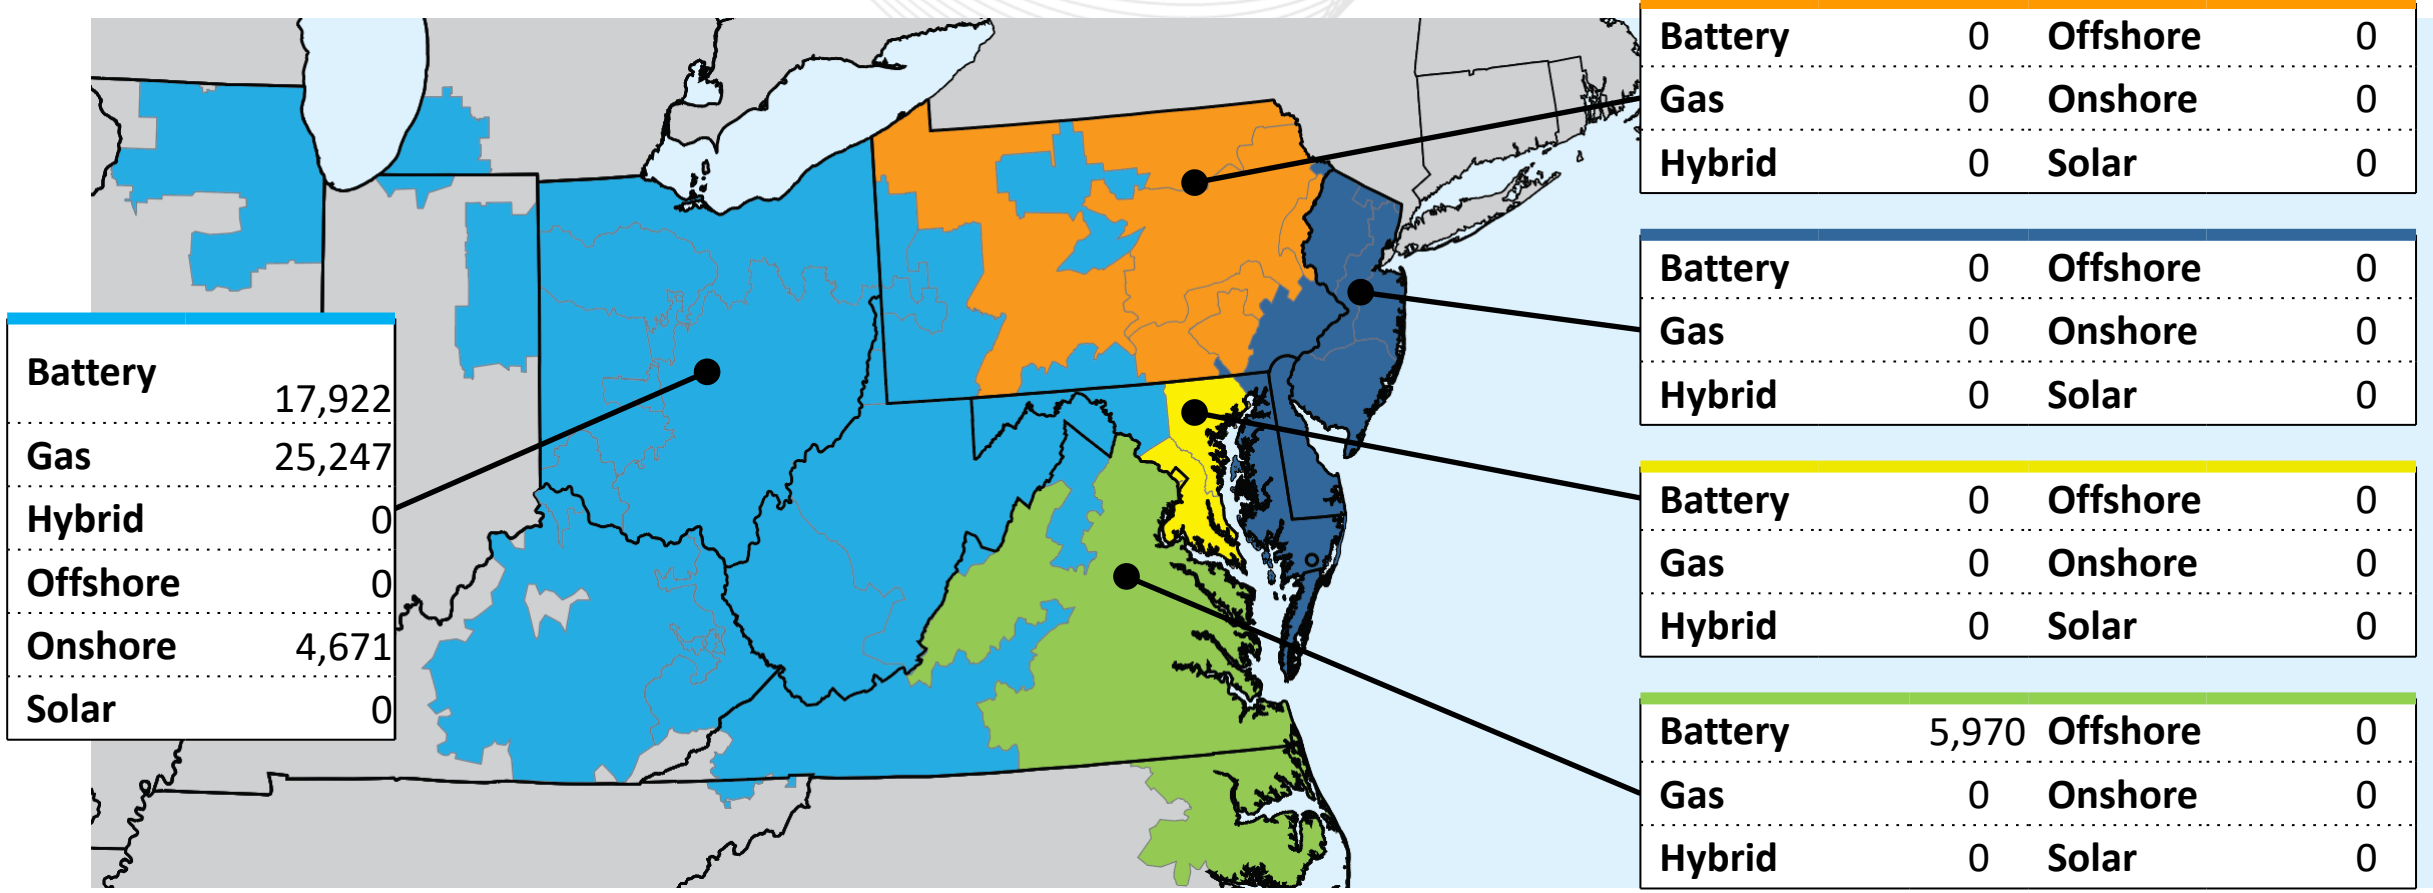 Battery 0 Offshore 0
Gas 0 Onshore 0
Hybrid 0 Solar 0
Battery 0 Offshore 0
Gas 0 Onshore 0
Hybrid 0 Solar 0
Battery 17,922
Gas 25,247
Hybrid 0
Offshore 0
Onshore 4,671
Solar 0
Battery 0 Offshore 0
Gas 0 Onshore 0
Hybrid 0 Solar 0
Battery 5,970 Offshore 0
Gas 0 Onshore 0
Hybrid 0 Solar 0